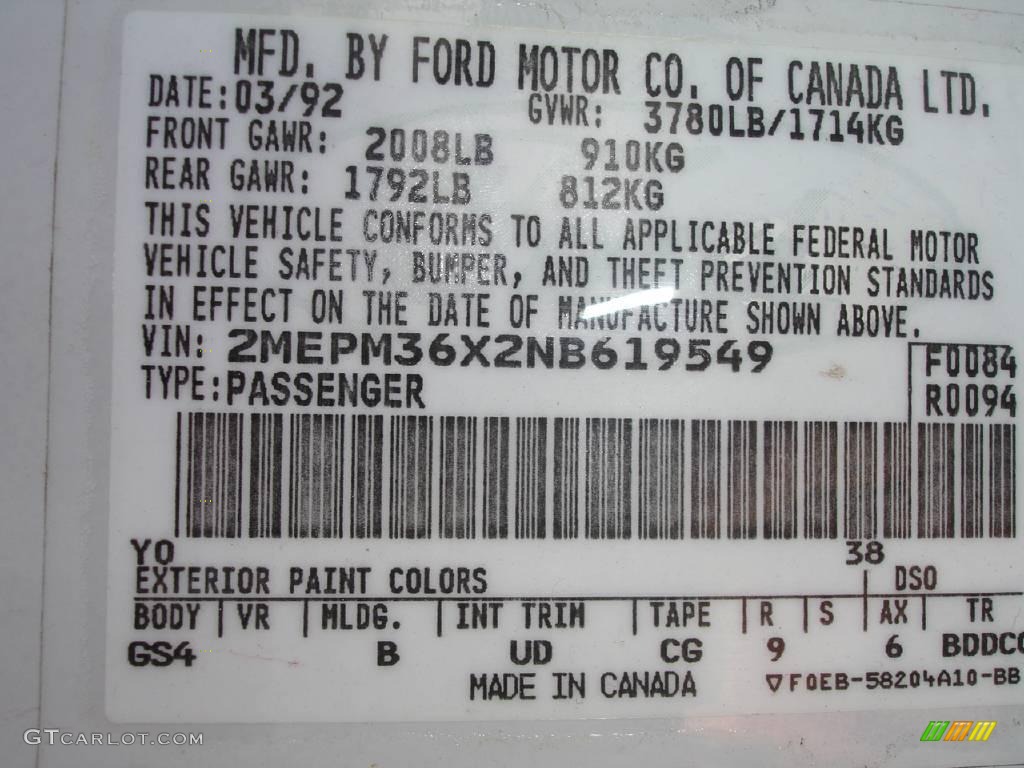 MFD. BY FORD MOTOR CO. OF CANADA LTD.
DATE: 03/92 GVWR: 3780LB/1714KG
FRONT GAWR: 2008LB 910KG
REAR GAWR: 1792LB 812KG
THIS VEHICLE CONFORMS TO ALL APPLICABLE FEDERAL MOTOR
VEHICLE SAFETY, BUMPER, AND THEFT PREVENTION STANDARDS
IN EFFECT ON THE DATE OF MANUFACTURE SHOWN ABOVE.
VIN: 2MEPM36X2NB619549 F0084
TYPE: PASSENGER R0094
YO 38
EXTERIOR PAINT COLORS DSO
BODY VR MLDG. INT TRIM TAPE R S AX TR
GS4 B UD CG 9 6 BDDCC
MADE IN CANADA ▽F0EB-58204A10-BB
GTCARLOT.COM